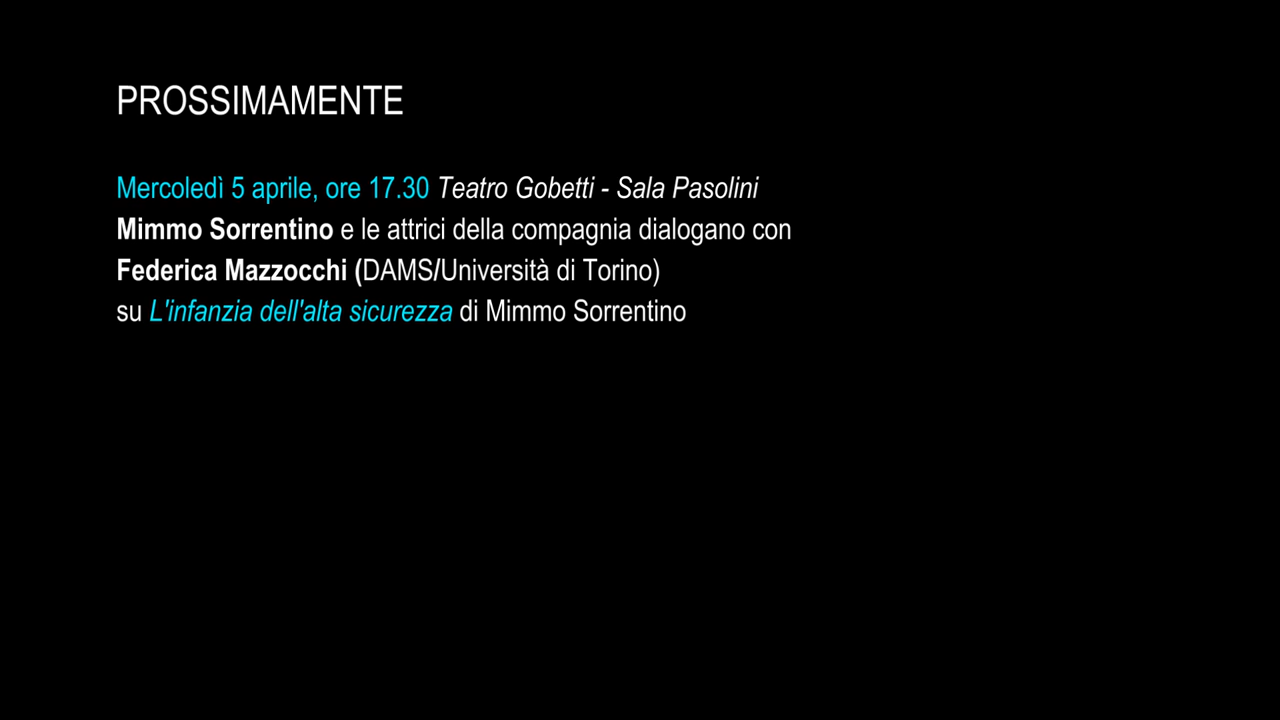 PROSSIMAMENTE
Mercoledì 5 aprile, ore 17.30 Teatro Gobetti - Sala Pasolini
Mimmo Sorrentino e le attrici della compagnia dialogano con
Federica Mazzocchi (DAMS/Università di Torino)
su L'infanzia dell'alta sicurezza di Mimmo Sorrentino